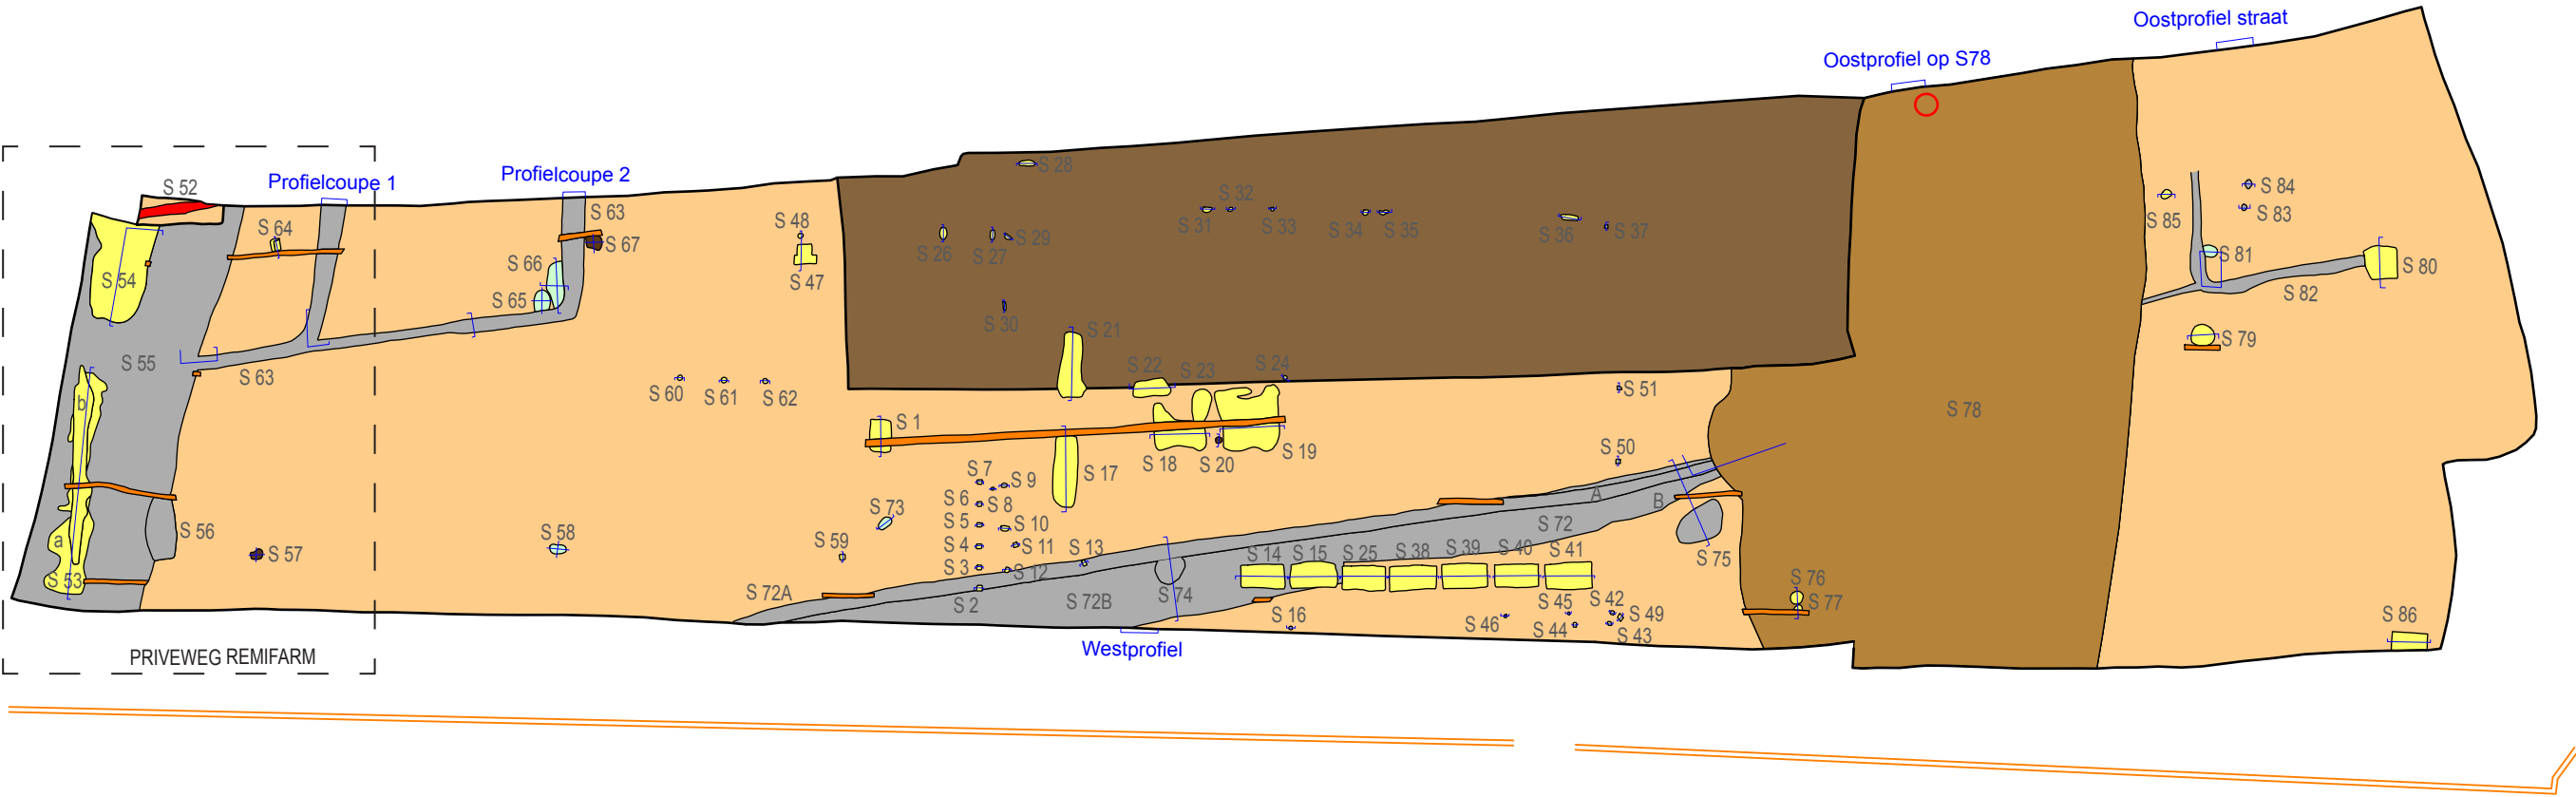 Oostprofiel straat
Oostprofiel op S78
Profielcoupe 1
Profielcoupe 2
S 52
S 64
S 54
S 55
S 63
b
a
S 53
S 56
S 57
PRIVEWEG REMIFARM
S 63
S 67
S 66
S 65
S 58
S 48
S 47
S 60
S 61
S 62
S 59
S 73
S 72A
S 28
S 26
S 27
S 29
S 30
S 31
S 32
S 33
S 34
S 35
S 36
S 37
S 21
S 22
S 23
S 24
S 1
S 17
S 18
S 20
S 19
S 7
S 9
S 6
S 8
S 5
S 10
S 4
S 11
S 3
S 12
S 13
S 2
S 72B
S 74
Westprofiel
S 14
S 15
S 25
S 38
S 39
S 40
S 41
S 72
A
B
S 51
S 50
S 75
S 16
S 46
S 45
S 44
S 42
S 49
S 43
S 76
S 77
S 78
S 85
S 84
S 83
S 81
S 80
S 82
S 79
S 86